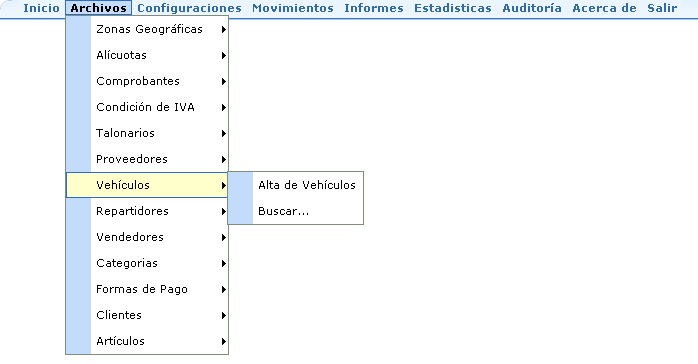 Inicio Archivos Configuraciones Movimientos Informes Estadisticas Auditoría Acerca de Salir
Zonas Geográficas
Alícuotas
Comprobantes
Condición de IVA
Talonarios
Proveedores
Vehículos
Alta de Vehículos
Buscar...
Repartidores
Vendedores
Categorias
Formas de Pago
Clientes
Artículos